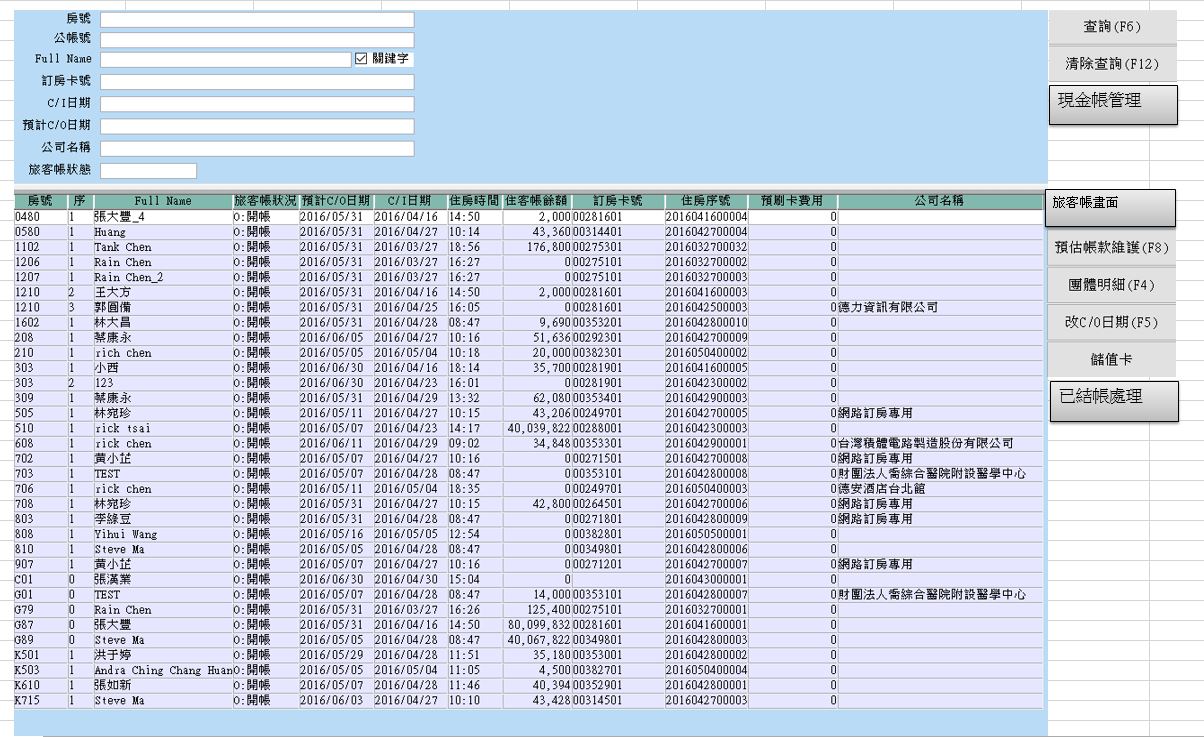 房號
公帳號
Full Name ☑ 關鍵字
訂房卡號
C/I日期
預計C/O日期
公司名稱
旅客帳狀態
查詢(F6)
清除查詢(F12)
現金帳管理
房號 序 Full Name 旅客帳狀況 預計C/O日期 C/I日期 住房時間 住客帳餘額 訂房卡號 住房序號 預刷卡費用 公司名稱
0480 1 張大豐_4 O:開帳 2016/05/31 2016/04/16 14:50 2,000 00281601 2016041600004 0
0580 1 Huang O:開帳 2016/05/31 2016/04/27 10:14 43,360 00314401 2016042700004 0
1102 1 Tank Chen O:開帳 2016/05/31 2016/03/27 18:56 176,800 00275301 2016032700032 0
1206 1 Rain Chen O:開帳 2016/05/31 2016/03/27 16:27 0 00275101 2016032700002 0
1207 1 Rain Chen_2 O:開帳 2016/05/31 2016/03/27 16:27 0 00275101 2016032700003 0
1210 2 王大方 O:開帳 2016/05/31 2016/04/16 14:50 2,000 00281601 2016041600003 0
1210 3 郭圓備 O:開帳 2016/05/31 2016/04/25 16:05 0 00281601 2016042500003 0 德力資訊有限公司
1602 1 林大昌 O:開帳 2016/05/31 2016/04/28 08:47 9,690 00353201 2016042800010 0
208 1 蔡康永 O:開帳 2016/06/05 2016/04/27 10:16 51,636 00292301 2016042700009 0
210 1 rich chen O:開帳 2016/06/05 2016/05/04 10:18 20,000 00382301 2016050400002 0
303 1 小西 O:開帳 2016/06/30 2016/04/16 18:14 35,700 00281901 2016041600005 0
303 2 123 O:開帳 2016/06/30 2016/04/23 16:01 0 00281901 2016042300002 0
309 1 蔡康永 O:開帳 2016/05/31 2016/04/29 13:32 62,080 00353401 2016042900003 0
505 1 林宛珍 O:開帳 2016/05/11 2016/04/27 10:15 43,206 00249701 2016042700005 0 網路訂房專用
510 1 rick tsai O:開帳 2016/05/07 2016/04/23 14:17 40,039,822 00288001 2016042300003 0
608 1 rick chen O:開帳 2016/06/11 2016/04/29 09:02 34,848 00353301 2016042900001 0 台灣積體電路製造股份有限公司
702 1 黃小芷 O:開帳 2016/05/07 2016/04/27 10:16 0 00271501 2016042700008 0 網路訂房專用
703 1 TEST O:開帳 2016/05/07 2016/04/28 08:47 0 00353101 2016042800008 0 財團法人喬綜合醫院附設醫學中心
706 1 rick chen O:開帳 2016/05/11 2016/05/04 18:35 0 00249701 2016050400003 0 德安酒店台北館
708 1 林宛珍 O:開帳 2016/05/31 2016/04/27 10:15 42,800 00264501 2016042700006 0 網路訂房專用
803 1 李綠豆 O:開帳 2016/05/31 2016/04/28 08:47 0 00271801 2016042800009 0 網路訂房專用
808 1 Yihui Wang O:開帳 2016/05/16 2016/05/05 12:54 0 00382801 2016050500001 0
810 1 Steve Ma O:開帳 2016/05/05 2016/04/28 08:47 0 00349801 2016042800006 0
907 1 黃小芷 O:開帳 2016/05/07 2016/04/27 10:16 0 00271201 2016042700007 0 網路訂房專用
C01 0 張漢業 O:開帳 2016/06/30 2016/04/30 15:04 0 2016043000001 0
G01 0 TEST O:開帳 2016/05/07 2016/04/28 08:47 14,000 00353101 2016042800007 0 財團法人喬綜合醫院附設醫學中心
G79 0 Rain Chen O:開帳 2016/05/31 2016/03/27 16:26 125,400 00275101 2016032700001 0
G87 0 張大豐 O:開帳 2016/05/31 2016/04/16 14:50 80,099,832 00281601 2016041600001 0
G89 0 Steve Ma O:開帳 2016/05/05 2016/04/28 08:47 40,067,822 00349801 2016042800003 0
K501 1 洪于婷 O:開帳 2016/05/29 2016/04/28 11:51 35,180 00353001 2016042800002 0
K503 1 Andra Ching Chang Huan O:開帳 2016/05/05 2016/05/04 11:05 4,500 00382701 2016050400004 0
K610 1 張如新 O:開帳 2016/05/07 2016/04/28 11:46 40,394 00352901 2016042800001 0
K715 1 Steve Ma O:開帳 2016/06/03 2016/04/27 10:10 43,428 00314501 2016042700003 0
旅客帳畫面
預估帳款維護(F8)
團體明細(F4)
改C/O日期(F5)
儲值卡
已結帳處理